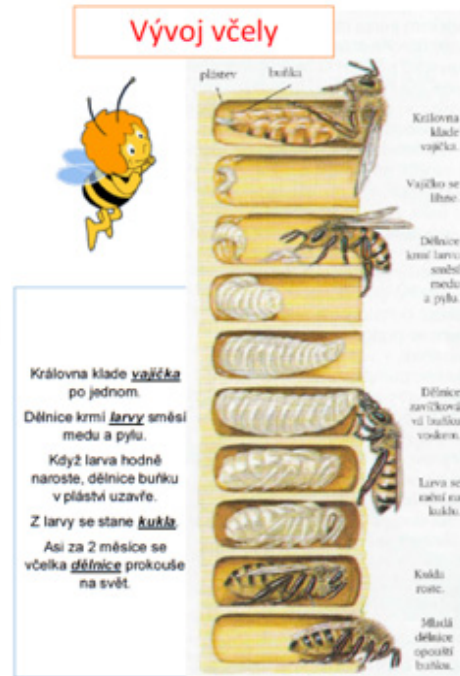 Vývoj včely
plástev
buňka
Královna
klade
vajíčka.
Vajíčko se
líhne.
Dělnice
krmí larvu
směsí
medu
a pylu.
Dělnice
zavíčková
vá buňku
voskem.
Larva se
mění na
kuklu.
Kukla
roste.
Mladá
dělnice
opouští
buňku.
Královna klade vajíčka
po jednom.
Dělnice krmí larvy směsí
medu a pylu.
Když larva hodně
naroste, dělnice buňku
v pláství uzavře.
Z larvy se stane kukla.
Asi za 2 měsíce se
včelka dělnice prokouše
na svět.